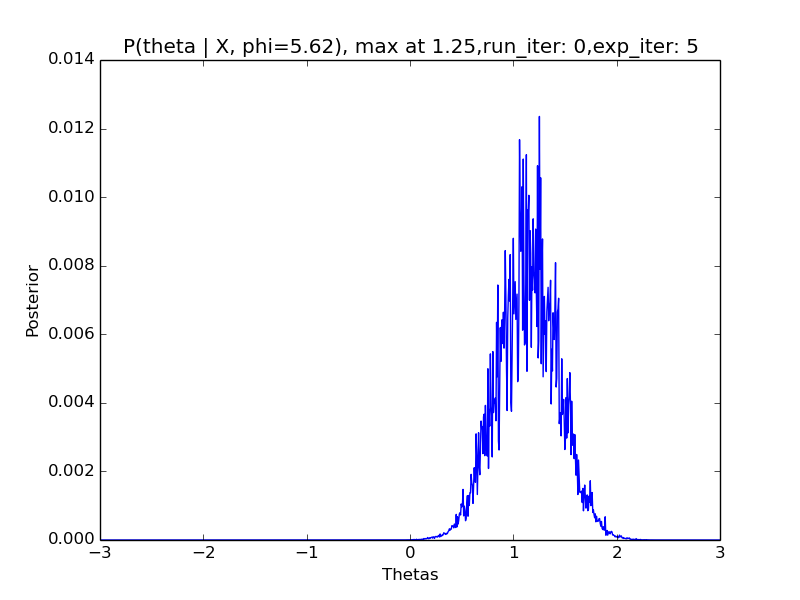 P(theta | X, phi=5.62), max at 1.25,run_iter: 0,exp_iter: 5
0.014
0.012
0.010
0.008
0.006
0.004
0.002
0.000
Posterior
−3 −2 −1 0 1 2 3
Thetas